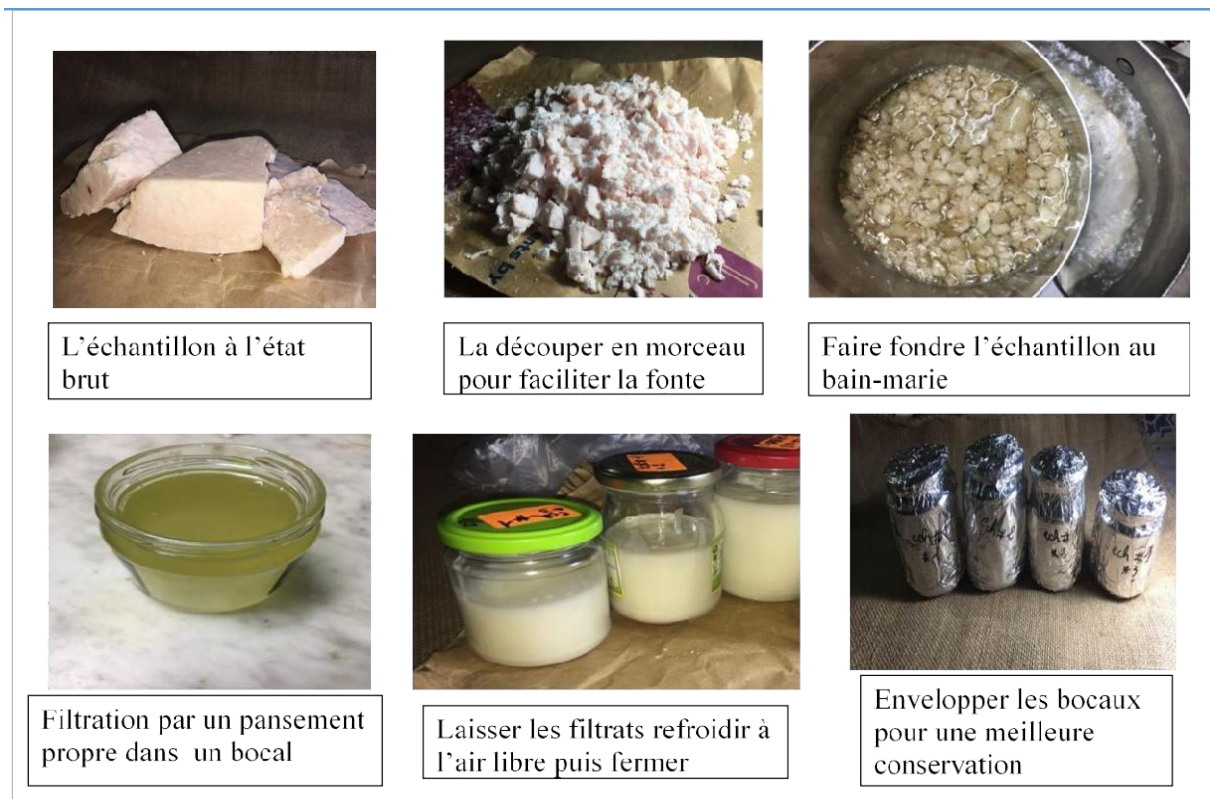 L'échantillon à l'état
brut
La découper en morceau
pour faciliter la fonte
Faire fondre l'échantillon au
bain-marie
Filtration par un pansement
propre dans un bocal
Laisser les filtrats refroidir à
l'air libre puis fermer
Envelopper les bocaux
pour une meilleure
conservation